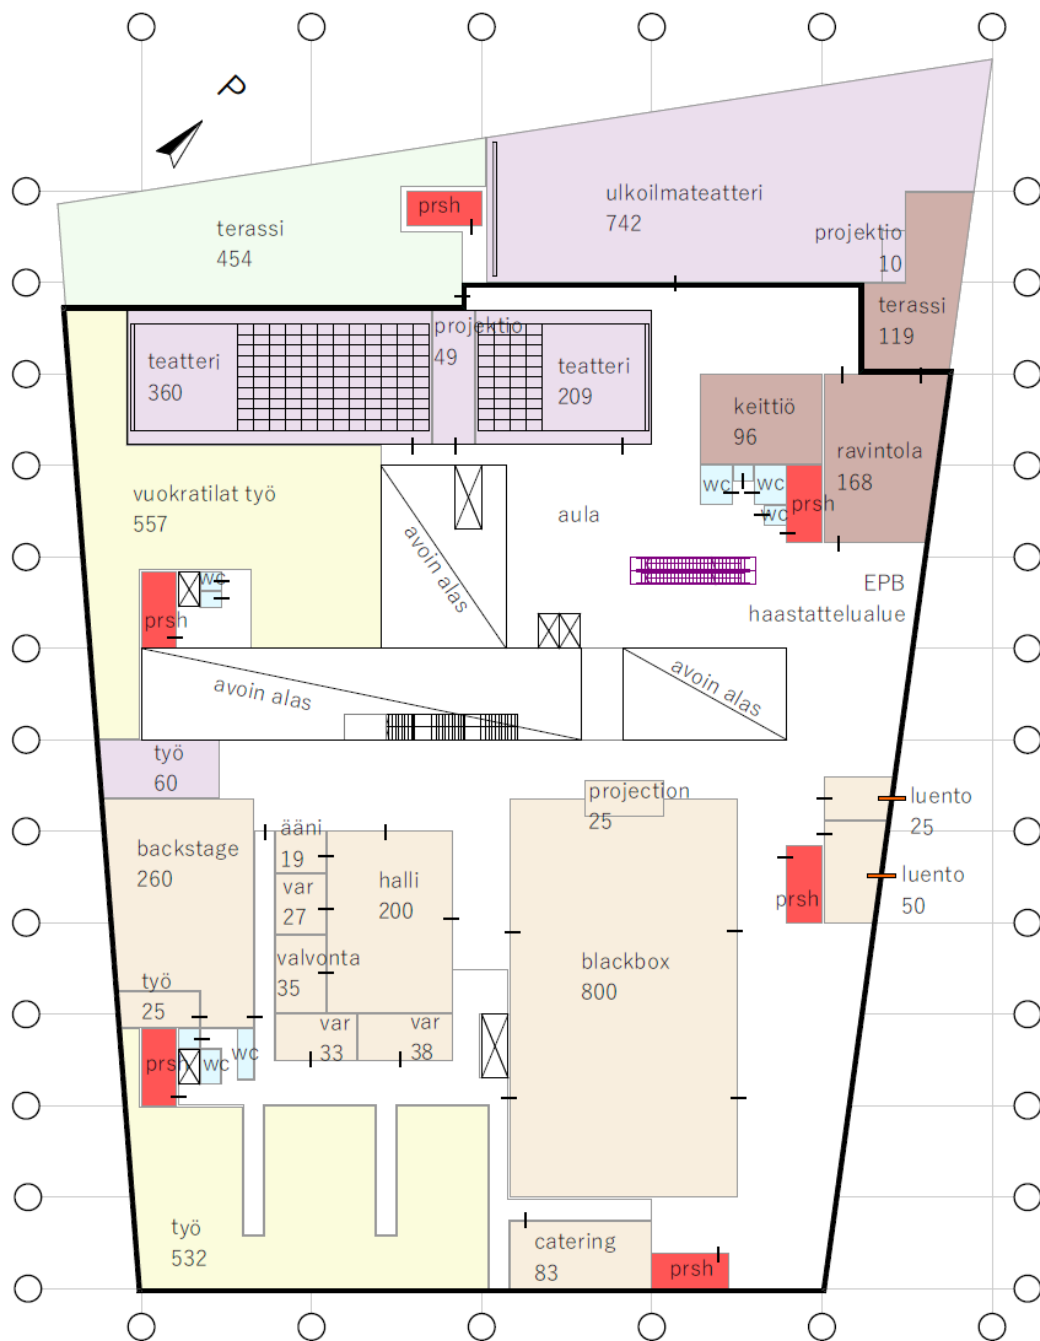 P
prsh
ulkoilmateatteri
742
terassi
454
projektio
10
terassi
119
projektio
49
teatteri
360
teatteri
209
keittiö
96
ravintola
168
wc
wc
wc
prsh
vuokratilat työ
557
aula
avoin alas
wc
prsh
EPB
haastattelualue
avoin alas
avoin alas
työ
60
projection
25
luento
25
ääni
19
backstage
260
halli
200
var
27
luento
50
prsh
valvonta
35
blackbox
800
työ
25
var
33
var
38
prsh
wc
wc
työ
532
catering
83
prsh